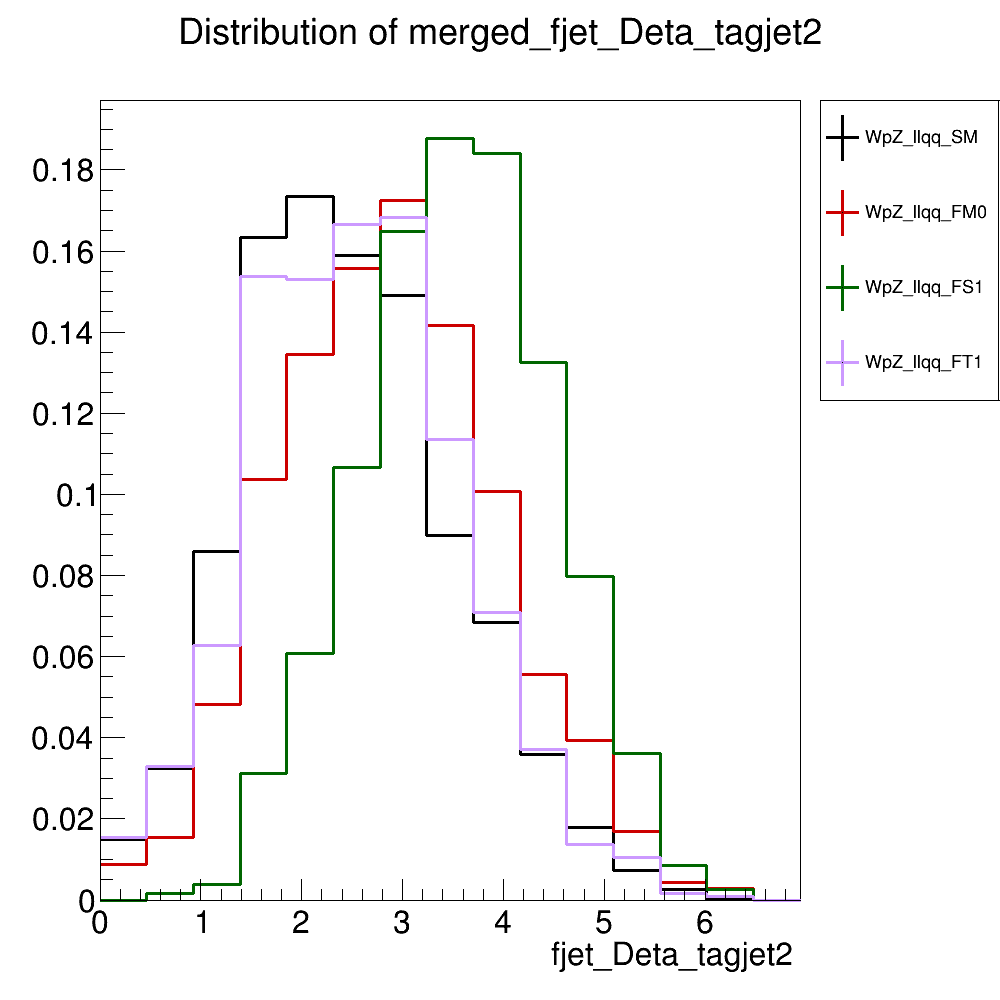 Distribution of merged_fjet_Deta_tagjet2
WpZ_llqq_SM
WpZ_llqq_FM0
WpZ_llqq_FS1
WpZ_llqq_FT1
0.18
0.16
0.14
0.12
0.1
0.08
0.06
0.04
0.02
0
0 1 2 3 4 5 6
fjet_Deta_tagjet2